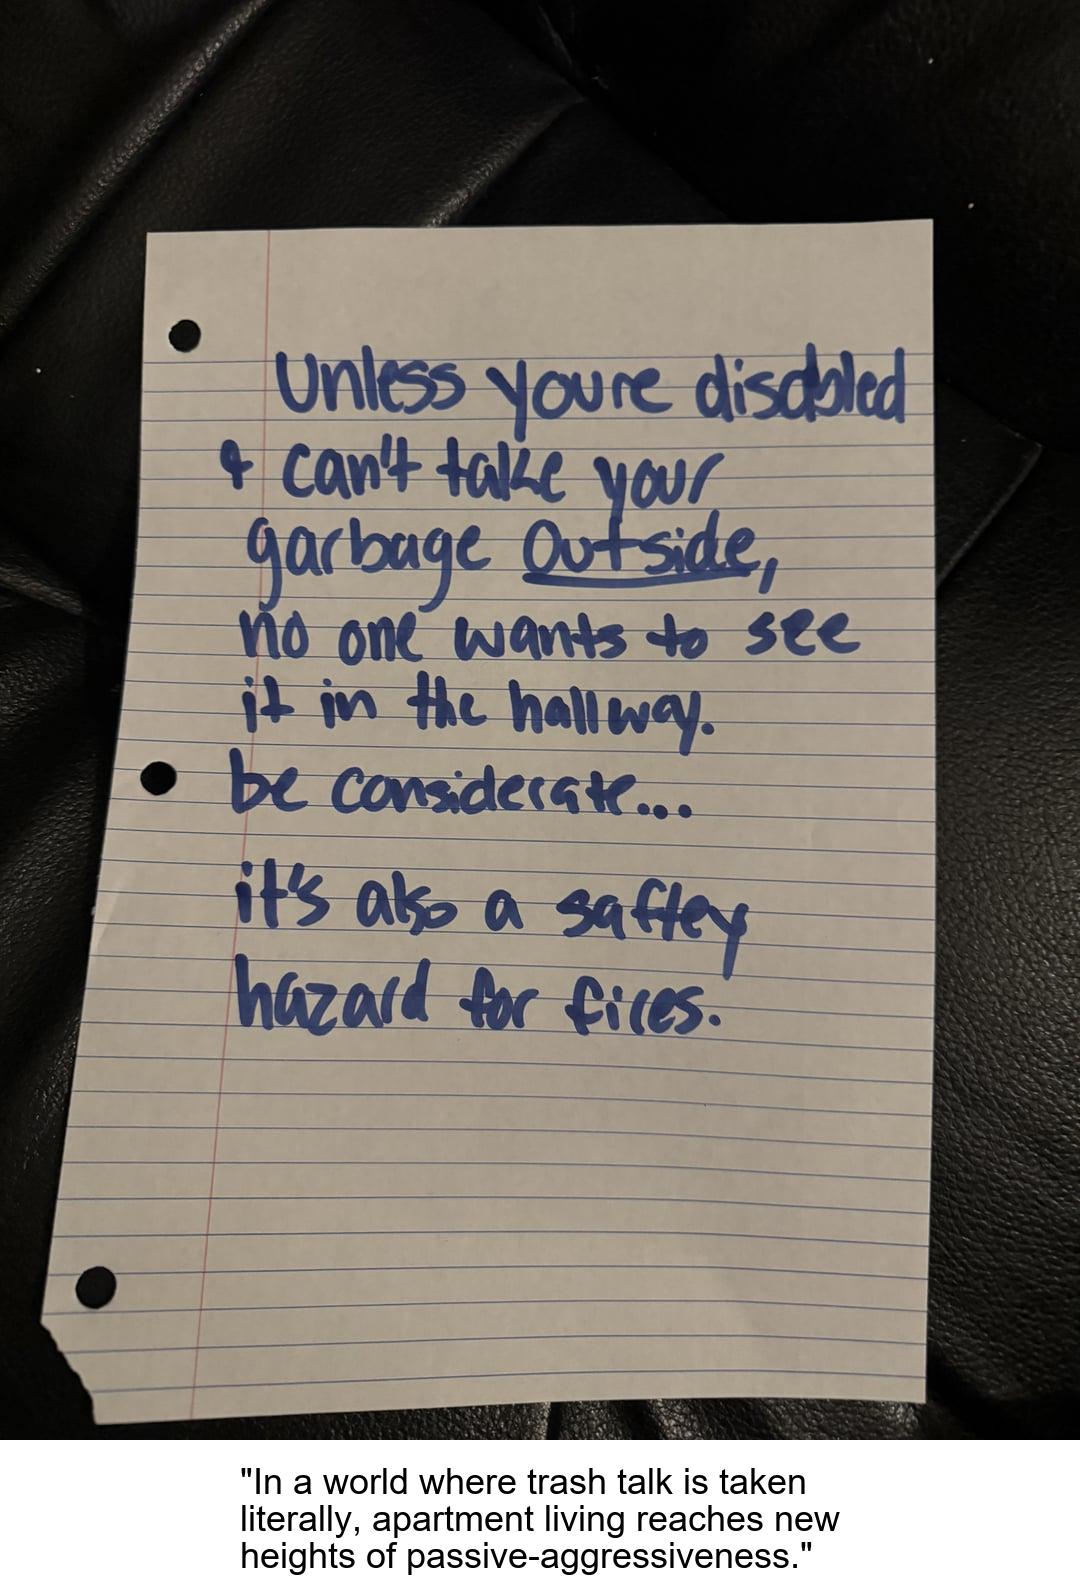 Unless youre disabled
& can't take your
garbage outside,
no one wants to see
it in the hallway.
be considerate...
it's also a saftey
hazard for fires.
"In a world where trash talk is taken
literally, apartment living reaches new
heights of passive-aggressiveness."